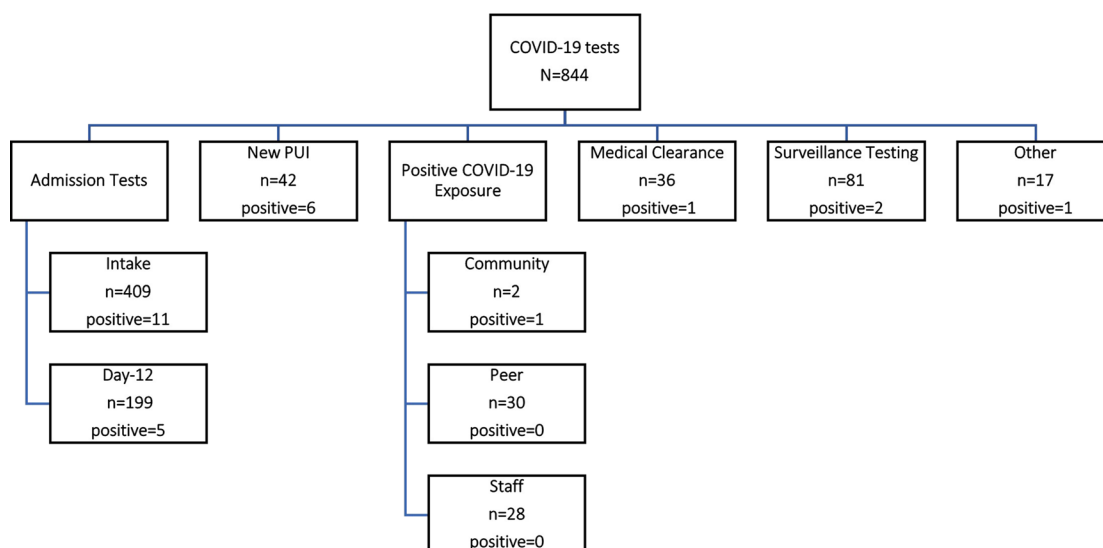 COVID-19 tests
N=844
Admission Tests
New PUI
n=42
positive=6
Positive COVID-19
Exposure
Medical Clearance
n=36
positive=1
Surveillance Testing
n=81
positive=2
Other
n=17
positive=1
Intake
n=409
positive=11
Day-12
n=199
positive=5
Community
n=2
positive=1
Peer
n=30
positive=0
Staff
n=28
positive=0